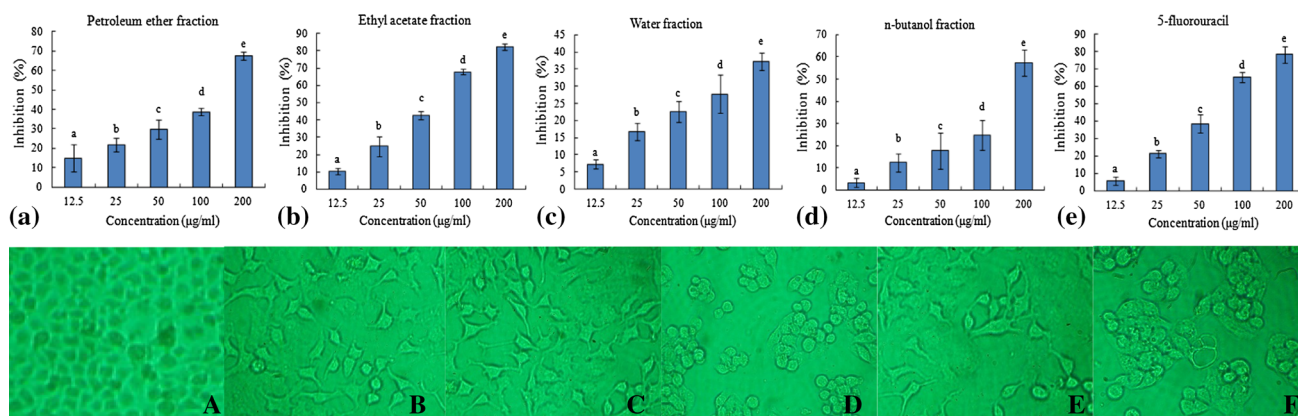 Petroleum ether fraction
80
70
60
50
40
30
20
10
0
Inhibition (%)
a
b
c
d
e
12.5 25 50 100 200
Concentration (µg/ml)
(a)
Ethyl acetate fraction
90
80
70
60
50
40
30
20
10
0
Inhibition (%)
a
b
c
d
e
12.5 25 50 100 200
Concentration (µg/ml)
(b)
Water fraction
45
40
35
30
25
20
15
10
5
0
Inhibition (%)
a
b
c
d
e
12.5 25 50 100 200
Concentration (µg/ml)
(c)
n-butanol fraction
70
60
50
40
30
20
10
0
Inhibition (%)
a
b
c
d
e
12.5 25 50 100 200
Concentration (µg/ml)
(d)
5-fluorouracil
90
80
70
60
50
40
30
20
10
0
Inhibition (%)
a
b
c
d
e
12.5 25 50 100 200
Concentration (µg/ml)
(e)
A B C D E F